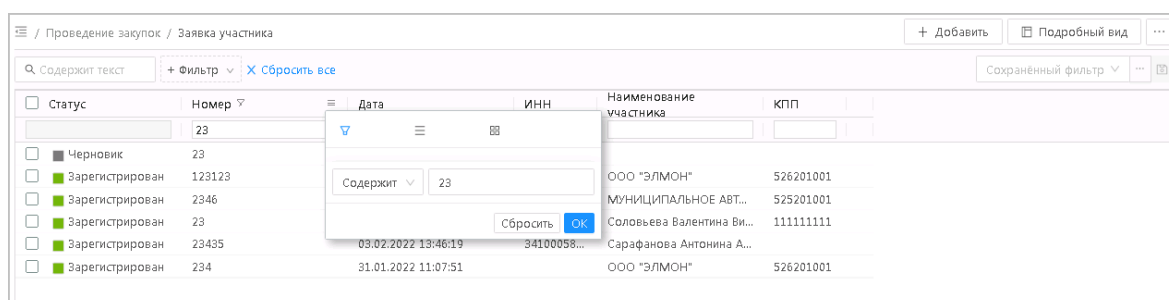 / Проведение закупок / Заявка участника + Добавить Подробный вид ...
Содержит текст + Фильтр Сбросить все Сохранённый фильтр ...
Статус Номер Дата ИНН Наименование участника КПП
23
Черновик 23
Зарегистрирован 123123 ООО "ЭЛМОН" 526201001
Содержит 23
Зарегистрирован 2346 МУНИЦИПАЛЬНОЕ АВТ... 525201001
Зарегистрирован 23 Соловьева Валентина Ви... 111111111
Сбросить ОК
Зарегистрирован 23435 03.02.2022 13:46:19 34100058... Сарафанова Антонина А...
Зарегистрирован 234 31.01.2022 11:07:51 ООО "ЭЛМОН" 526201001